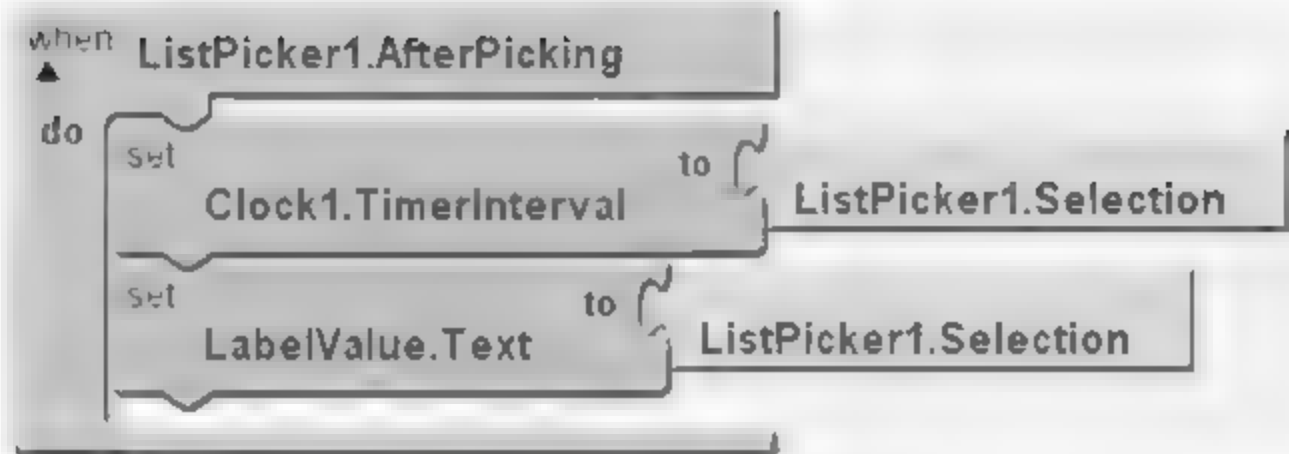 when ListPicker1.AfterPicking
do
set to
Clock1.TimerInterval ListPicker1.Selection
set to
LabelValue.Text ListPicker1.Selection